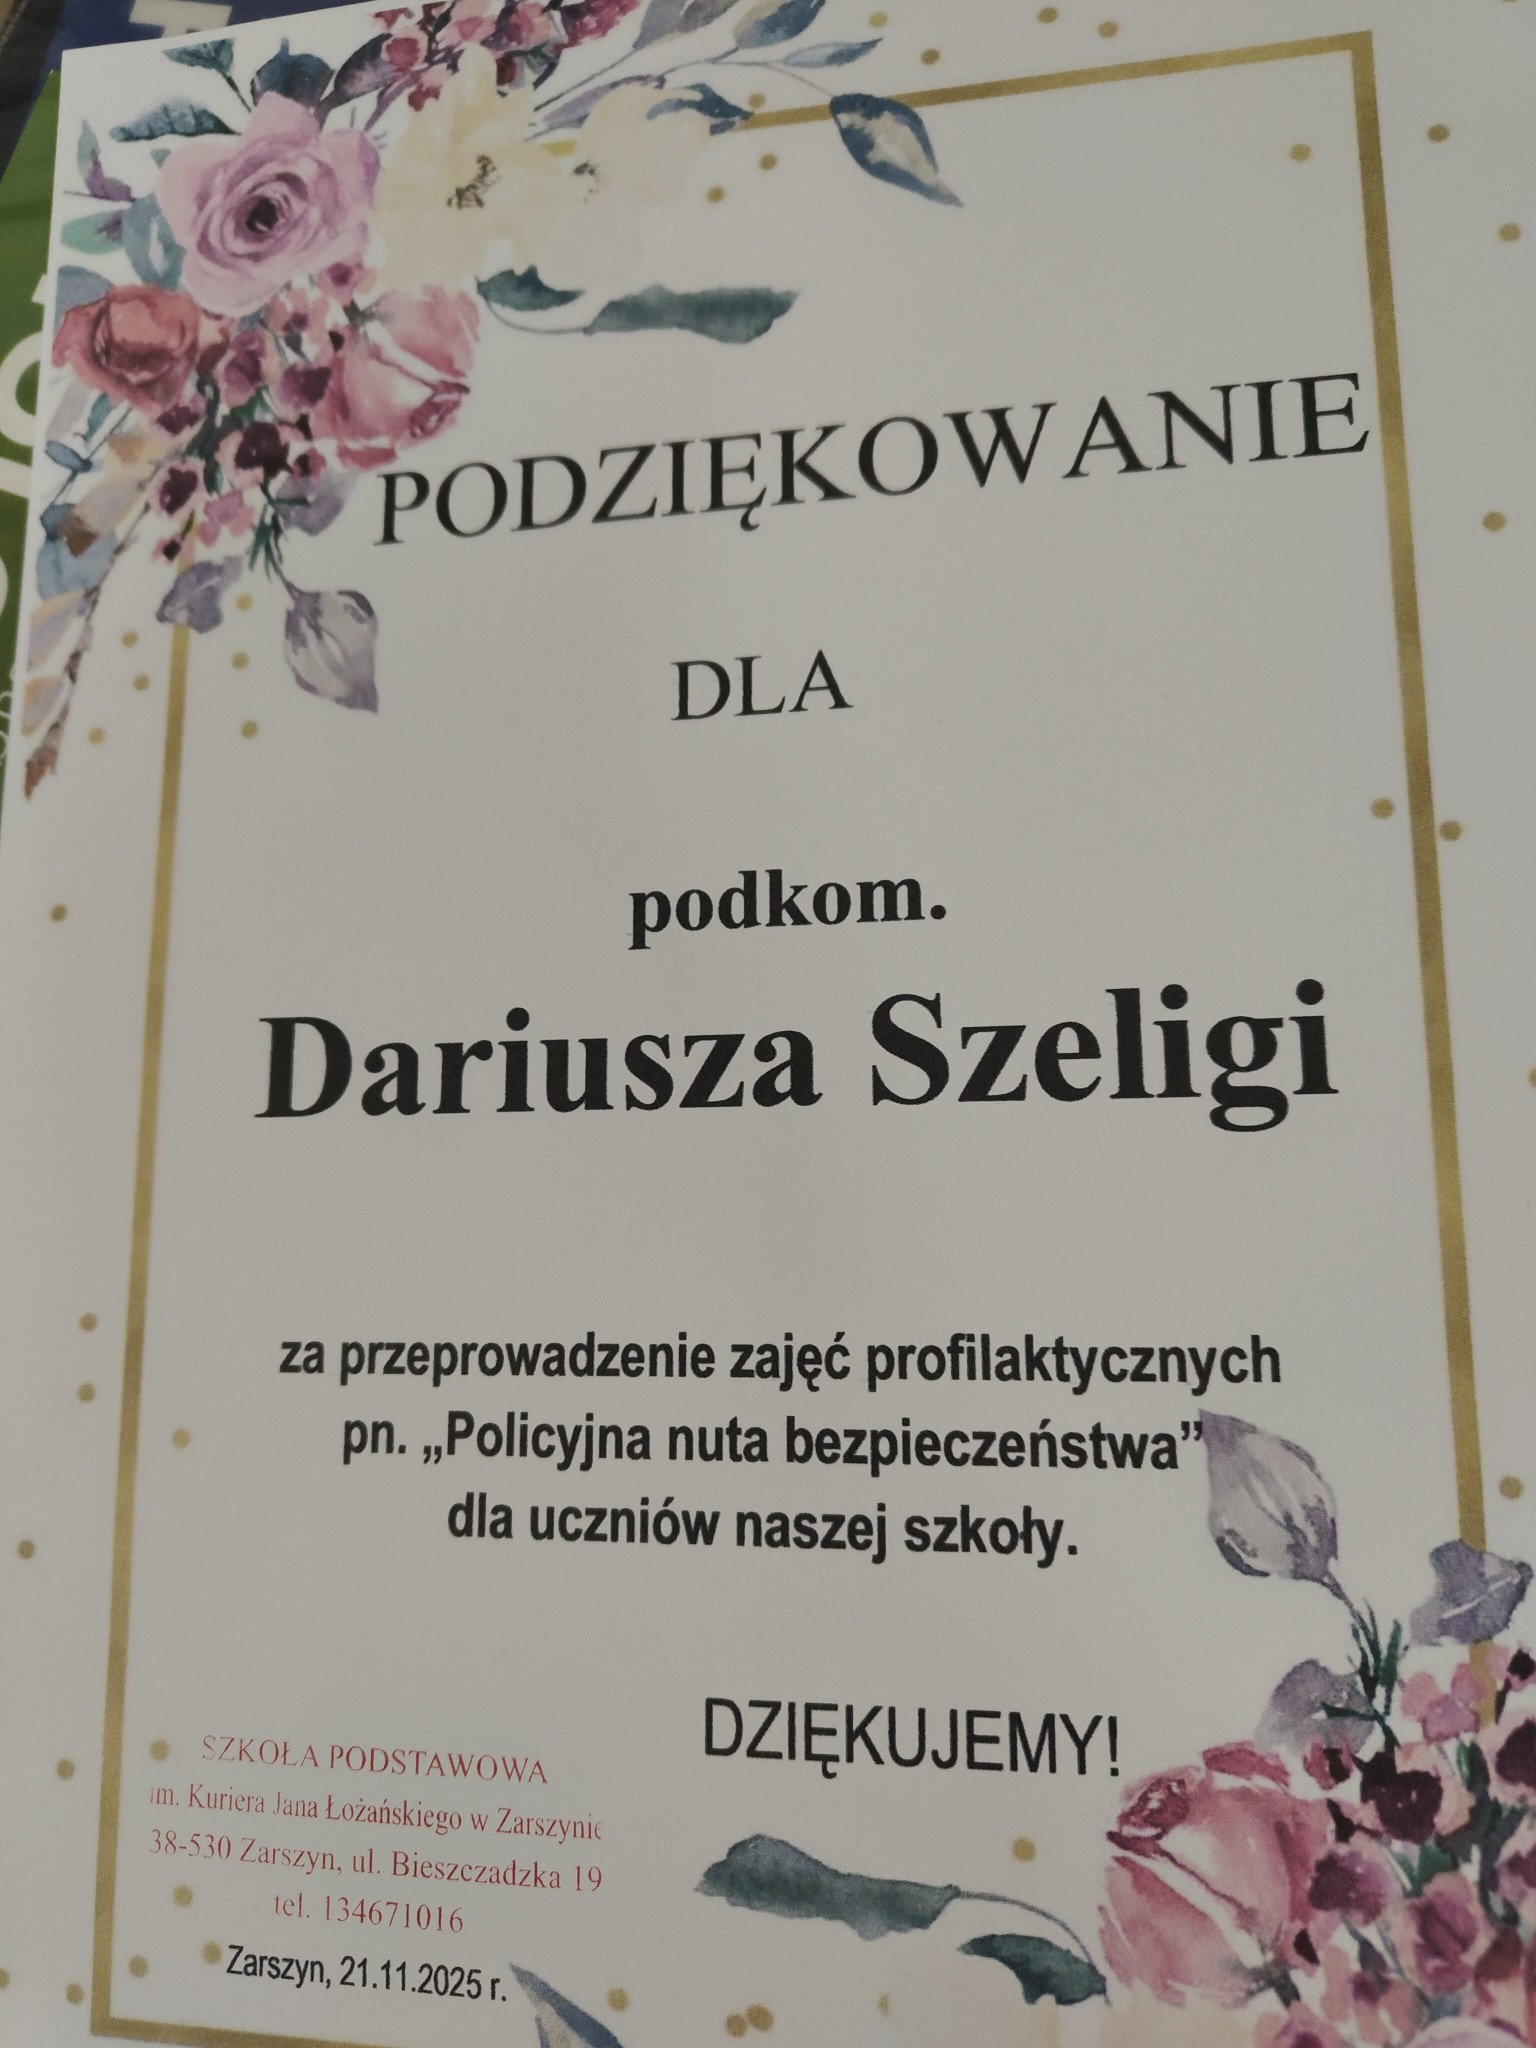 PODZIĘKOWANIE
DLA
podkom.
Dariusza Szeligi
za przeprowadzenie zajęć profilaktycznych
pn. „Policyjna nuta bezpieczeństwa”
dla uczniów naszej szkoły.
DZIĘKUJEMY!
SZKOŁA PODSTAWOWA
im. Kuriera Jana Łożańskiego w Zarszynie
38-530 Zarszyn, ul. Bieszczadzka 19
tel. 134671016
Zarszyn, 21.11.2025 r.